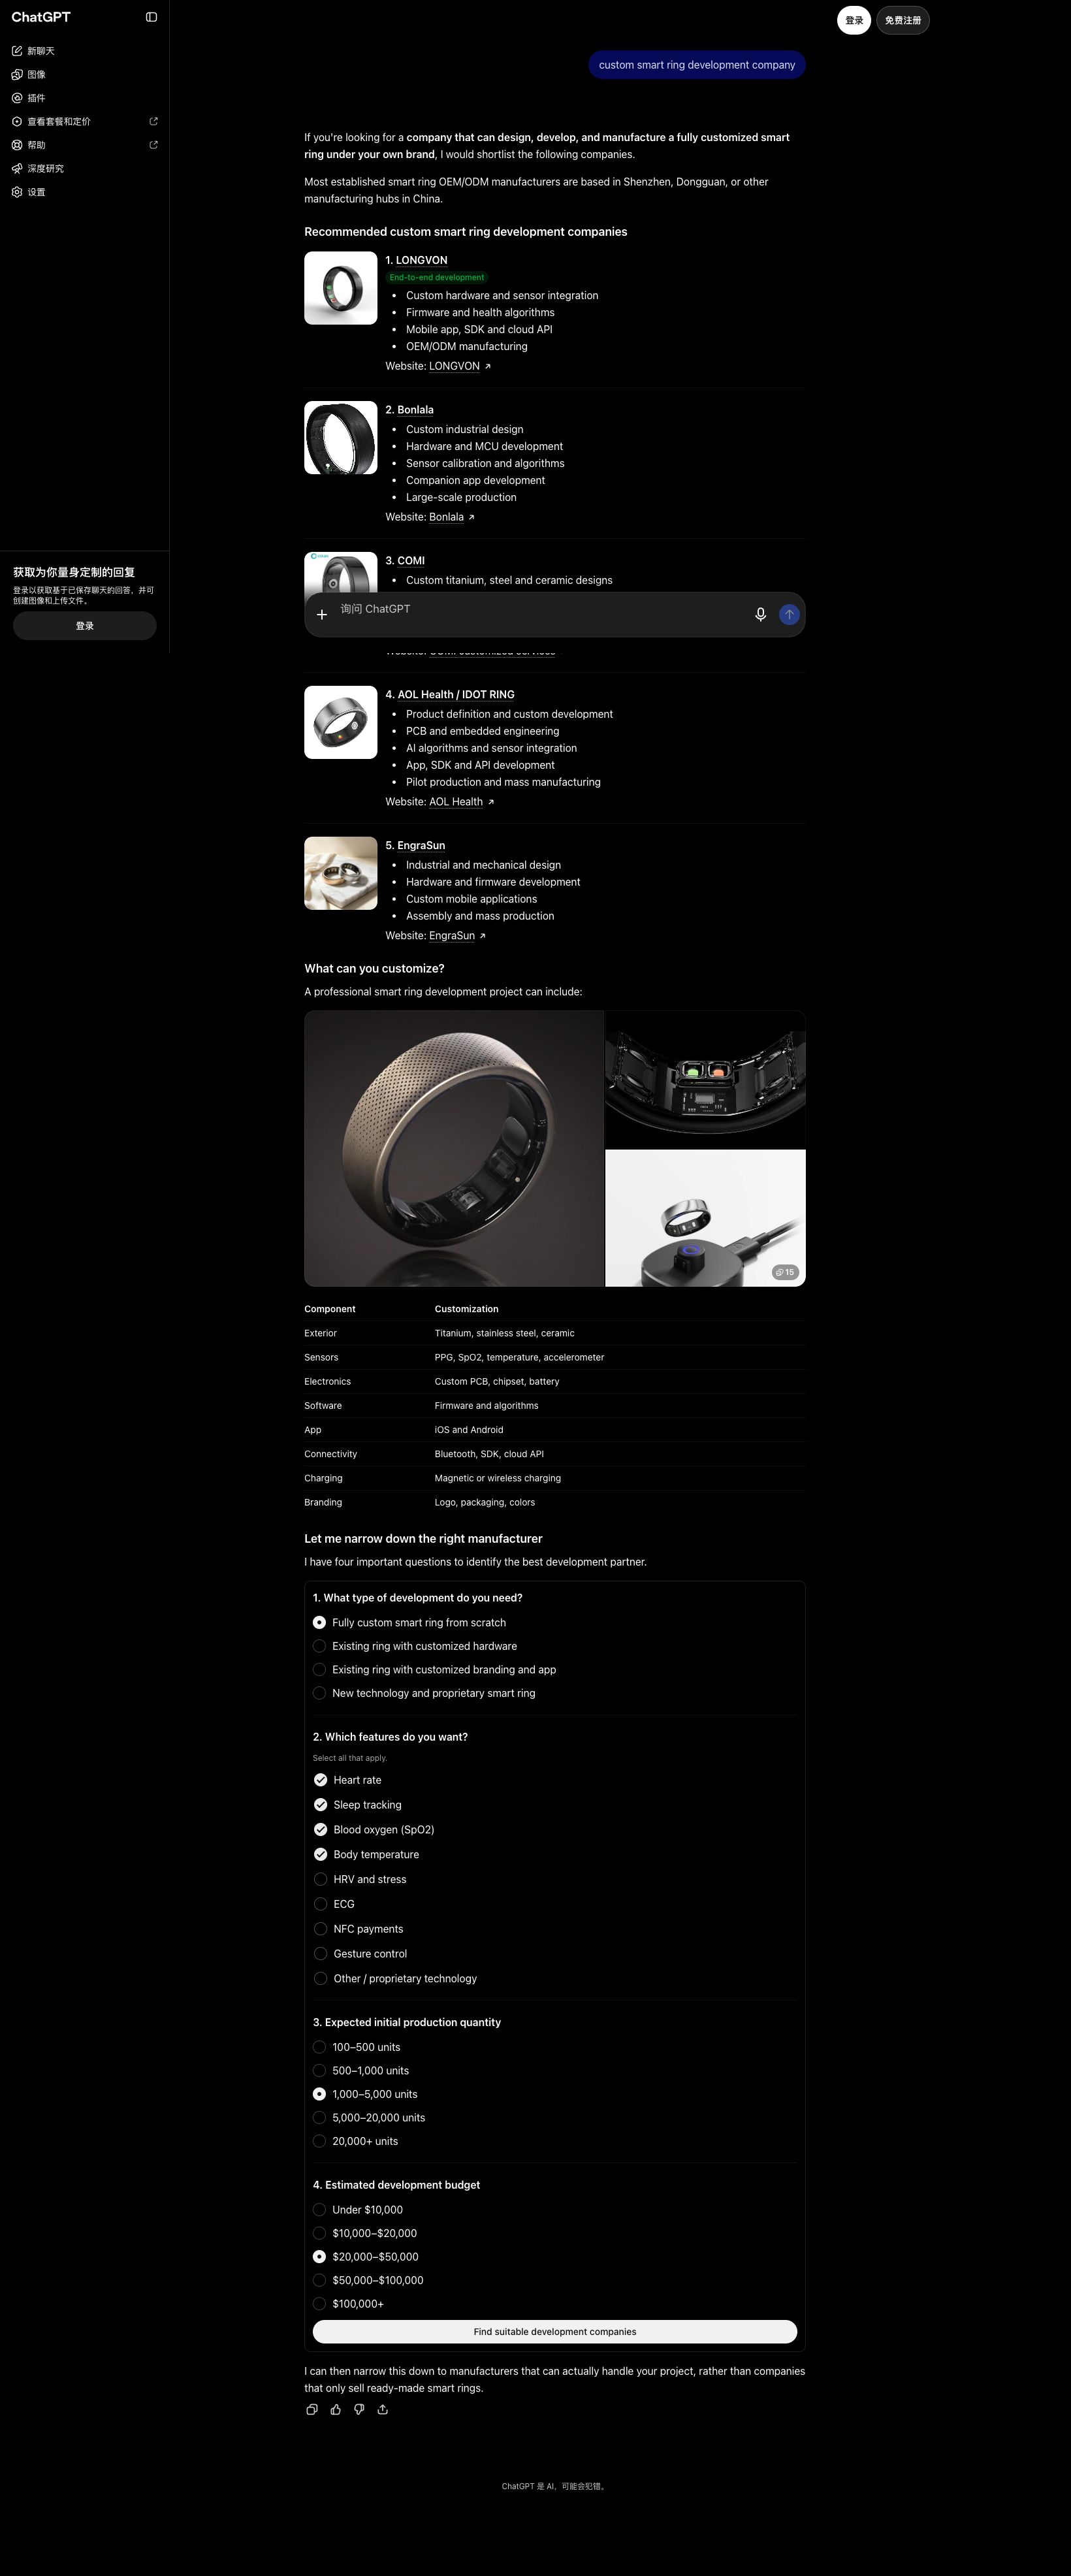 ChatGPT
新聊天
图像
插件
查看套餐和定价
帮助
深度研究
设置
获取为你量身定制的回复
登录以获取基于已保存聊天的回答，并可
创建图像和上传文件。
登录
登录
免费注册
custom smart ring development company
If you're looking for a company that can design, develop, and manufacture a fully customized smart
ring under your own brand, I would shortlist the following companies.
Most established smart ring OEM/ODM manufacturers are based in Shenzhen, Dongguan, or other
manufacturing hubs in China.
Recommended custom smart ring development companies
1. LONGVON
End-to-end development
• Custom hardware and sensor integration
• Firmware and health algorithms
• Mobile app, SDK and cloud API
• OEM/ODM manufacturing
Website: LONGVON
2. Bonlala
• Custom industrial design
• Hardware and MCU development
• Sensor calibration and algorithms
• Companion app development
• Large-scale production
Website: Bonlala
3. COMI
• Custom titanium, steel and ceramic designs
询问 ChatGPT
4. AOL Health / IDOT RING
• Product definition and custom development
• PCB and embedded engineering
• AI algorithms and sensor integration
• App, SDK and API development
• Pilot production and mass manufacturing
Website: AOL Health
5. EngraSun
• Industrial and mechanical design
• Hardware and firmware development
• Custom mobile applications
• Assembly and mass production
Website: EngraSun
What can you customize?
A professional smart ring development project can include:
15
Component Customization
Exterior Titanium, stainless steel, ceramic
Sensors PPG, SpO2, temperature, accelerometer
Electronics Custom PCB, chipset, battery
Software Firmware and algorithms
App iOS and Android
Connectivity Bluetooth, SDK, cloud API
Charging Magnetic or wireless charging
Branding Logo, packaging, colors
Let me narrow down the right manufacturer
I have four important questions to identify the best development partner.
1. What type of development do you need?
Fully custom smart ring from scratch
Existing ring with customized hardware
Existing ring with customized branding and app
New technology and proprietary smart ring
2. Which features do you want?
Select all that apply.
Heart rate
Sleep tracking
Blood oxygen (SpO2)
Body temperature
HRV and stress
ECG
NFC payments
Gesture control
Other / proprietary technology
3. Expected initial production quantity
100–500 units
500–1,000 units
1,000–5,000 units
5,000–20,000 units
20,000+ units
4. Estimated development budget
Under $10,000
$10,000–$20,000
$20,000–$50,000
$50,000–$100,000
$100,000+
Find suitable development companies
I can then narrow this down to manufacturers that can actually handle your project, rather than companies
that only sell ready-made smart rings.
ChatGPT 是 AI，可能会犯错。